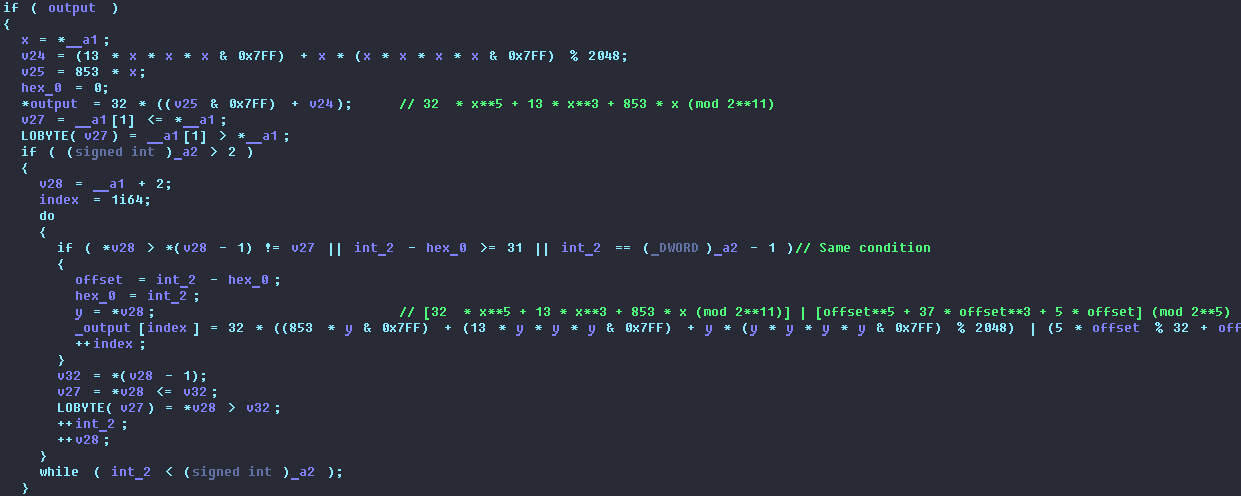 if ( output )
{
x = *__a1;
v24 = (13 * x * x * x & 0x7FF) + x * (x * x * x * x & 0x7FF) % 2048;
v25 = 853 * x;
hex_0 = 0;
*output = 32 * ((v25 & 0x7FF) + v24); // 32 * x**5 + 13 * x**3 + 853 * x (mod 2**11)
v27 = __a1[1] <= *__a1;
LOBYTE(v27) = __a1[1] > *__a1;
if ( (signed int)_a2 > 2 )
{
v28 = __a1 + 2;
index = 1i64;
do
{
if ( *v28 > *(v28 - 1) != v27 || int_2 - hex_0 >= 31 || int_2 == (_DWORD)_a2 - 1 )// Same condition
{
offset = int_2 - hex_0;
hex_0 = int_2;
y = *v28; // [32 * x**5 + 13 * x**3 + 853 * x (mod 2**11)] | [offset**5 + 37 * offset**3 + 5 * offset] (mod 2**5)
_output[index] = 32 * ((853 * y & 0x7FF) + (13 * y * y * y & 0x7FF) + y * (y * y * y * y & 0x7FF) % 2048) | (5 * offset % 32 + off
++index;
}
v32 = *(v28 - 1);
v27 = *v28 <= v32;
LOBYTE(v27) = *v28 > v32;
++int_2;
++v28;
}
while ( int_2 < (signed int)_a2 );
}